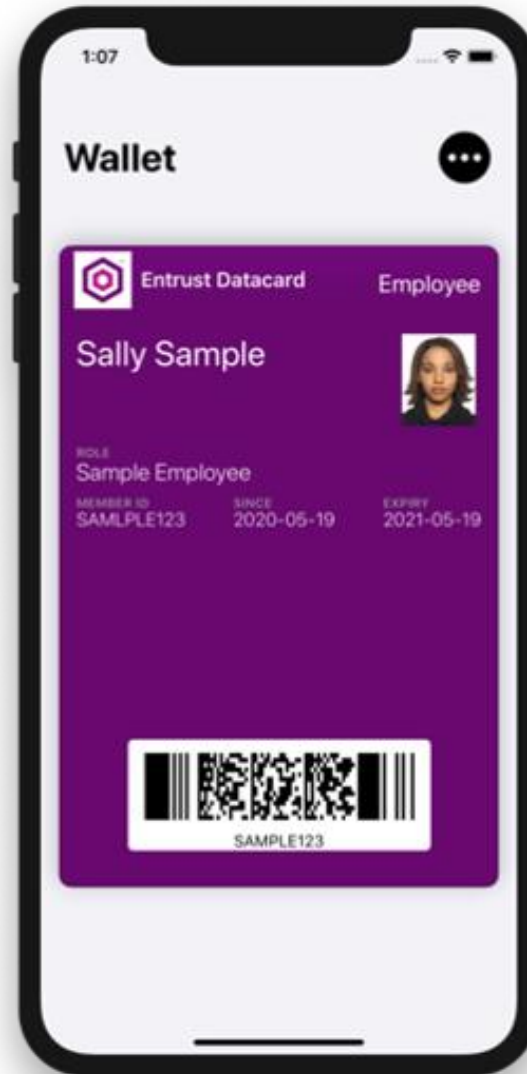 1:07
Wallet
Entrust Datacard
Employee
Sally Sample
ROLE
Sample Employee
MEMBER ID SINCE EXPIRY
SAMLPLE123 2020-05-19 2021-05-19
SAMPLE123